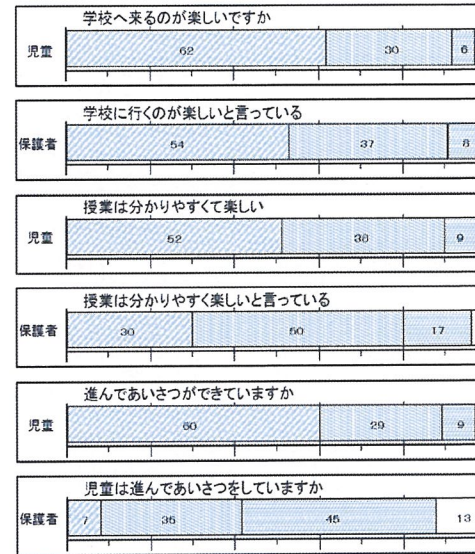 学校へ来るのが楽しいですか
児童 62 30 6
学校に行くのが楽しいと言っている
保護者 54 37 8
授業は分かりやすくて楽しい
児童 52 38 9
授業は分かりやすく楽しいと言っている
保護者 30 50 17
進んであいさつができていますか
児童 60 29 9
児童は進んであいさつをしていますか
保護者 7 35 45 13